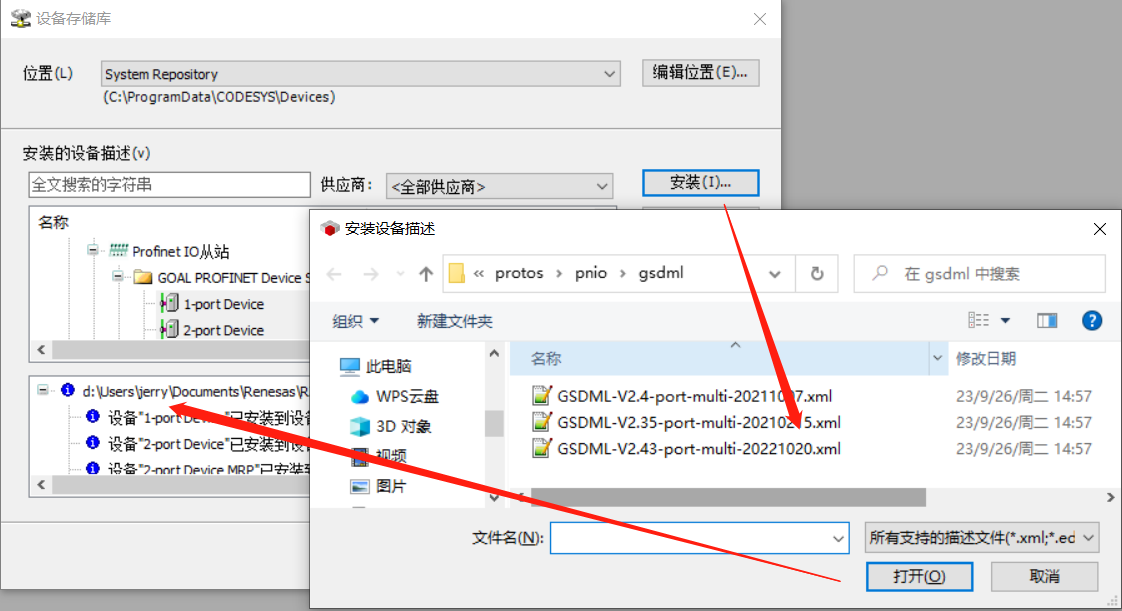 设备存储库
位置(L)
System Repository
编辑位置(E)...
(C:\ProgramData\CODESYS\Devices)
安装的设备描述(v)
全文搜索的字符串
供应商:
<全部供应商>
安装(I)...
名称
Profinet IO从站
GOAL PROFINET Device S
1-port Device
2-port Device
d:\Users\jerry\Documents\Renesas\R
设备"1-port Device"已安装到设备
设备"2-port Device"已安装到设备
设备"2-port Device MRP"已安装
安装设备描述
« protos › pnio › gsdml
在 gsdml 中搜索
组织
新建文件夹
此电脑
WPS云盘
3D 对象
视频
图片
名称
修改日期
GSDML-V2.4-port-multi-202110 7.xml
23/9/26/周二 14:57
GSDML-V2.35-port-multi-202102 5.xml
23/9/26/周二 14:57
GSDML-V2.43-port-multi-20221020.xml
23/9/26/周二 14:57
文件名(N):
所有支持的描述文件(*.xml;*.ed
打开(O)
取消